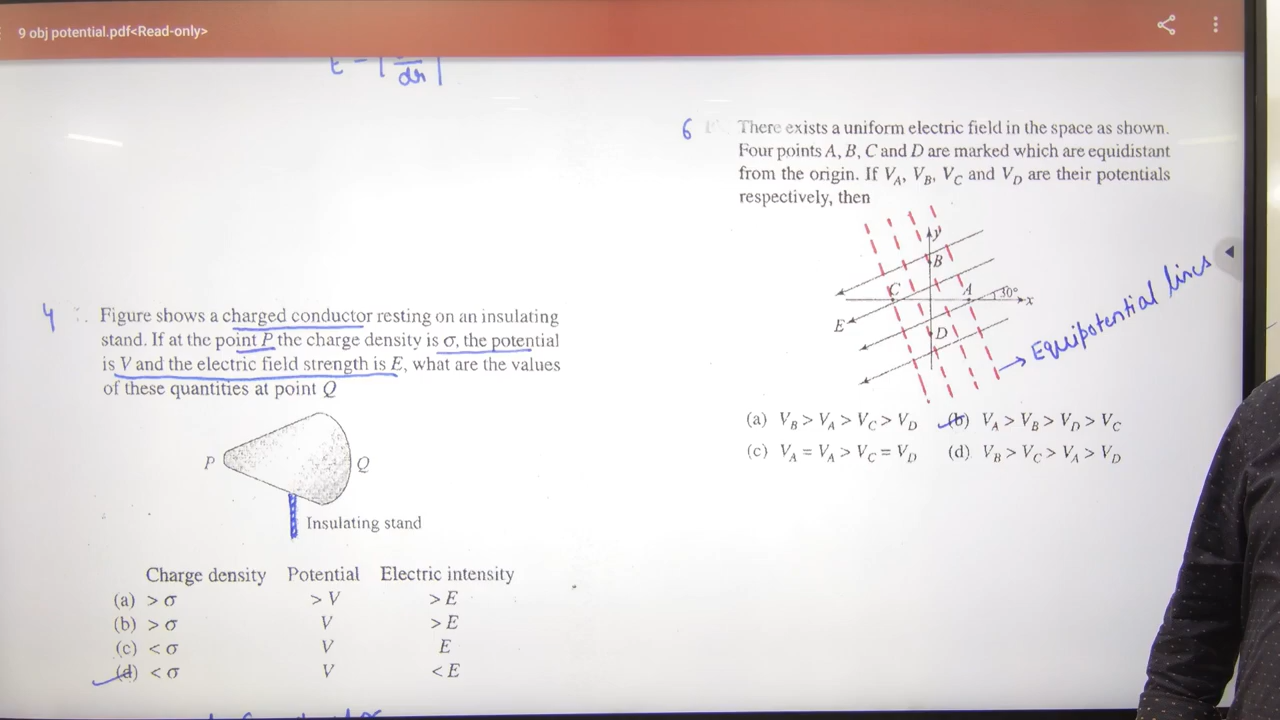 9 obj potential.pdf<Read-only>
E = | dr |
4 Figure shows a charged conductor resting on an insulating
stand. If at the point P the charge density is σ, the potential
is V and the electric field strength is E, what are the values
of these quantities at point Q
P
Q
Insulating stand
Charge density Potential Electric intensity
(a) > σ > V > E
(b) > σ V > E
(c) < σ V E
(d) < σ V < E
6 There exists a uniform electric field in the space as shown.
Four points A, B, C and D are marked which are equidistant
from the origin. If V_A, V_B, V_C and V_D are their potentials
respectively, then
y
B
C
A
30°
x
E
D
Equipotential lines
(a) V_B > V_A > V_C > V_D (b) V_A > V_B > V_D > V_C
(c) V_A = V_A > V_C = V_D (d) V_B > V_C > V_A > V_D